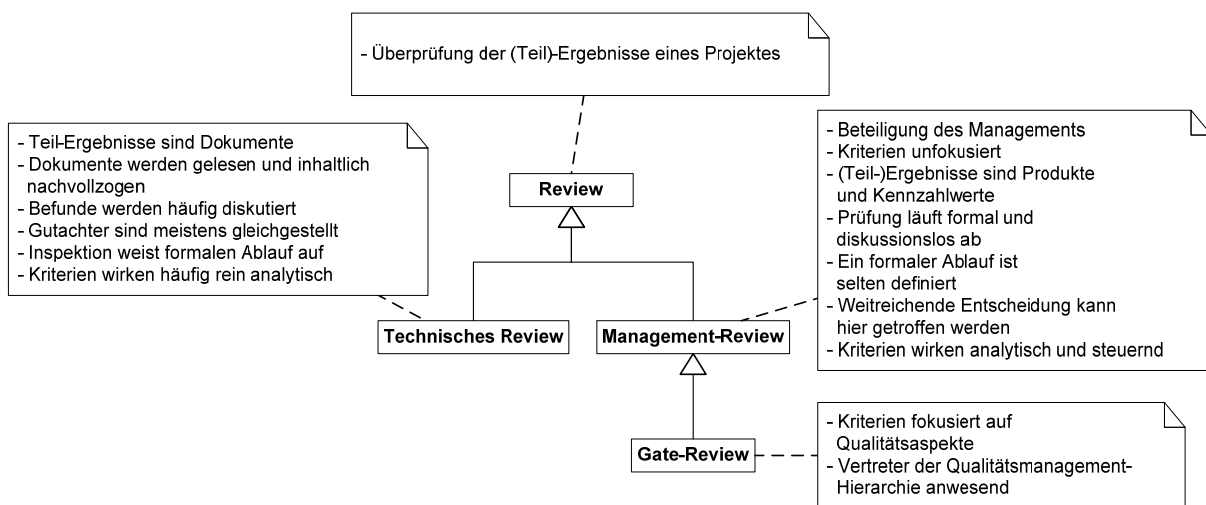 - Überprüfung der (Teil)-Ergebnisse eines Projektes
- Teil-Ergebnisse sind Dokumente
- Dokumente werden gelesen und inhaltlich
nachvollzogen
- Befunde werden häufig diskutiert
- Gutachter sind meistens gleichgestellt
- Inspektion weist formalen Ablauf auf
- Kriterien wirken häufig rein analytisch
- Beteiligung des Managements
- Kriterien unfokusiert
- (Teil-)Ergebnisse sind Produkte
und Kennzahlwerte
- Prüfung läuft formal und
diskussionslos ab
- Ein formaler Ablauf ist
selten definiert
- Weitreichende Entscheidung kann
hier getroffen werden
- Kriterien wirken analytisch und steuernd
Review
Technisches Review
Management-Review
Gate-Review
- Kriterien fokusiert auf
Qualitätsaspekte
- Vertreter der Qualitätsmanagement-
Hierarchie anwesend